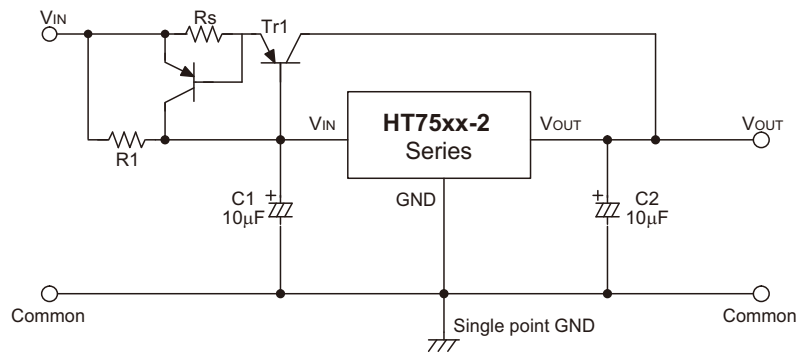 VIN
Rs
Tr1
R1
VIN
HT75xx-2
Series
VOUT
VOUT
GND
C1
10μF
C2
10μF
+
+
Common
Single point GND
Common